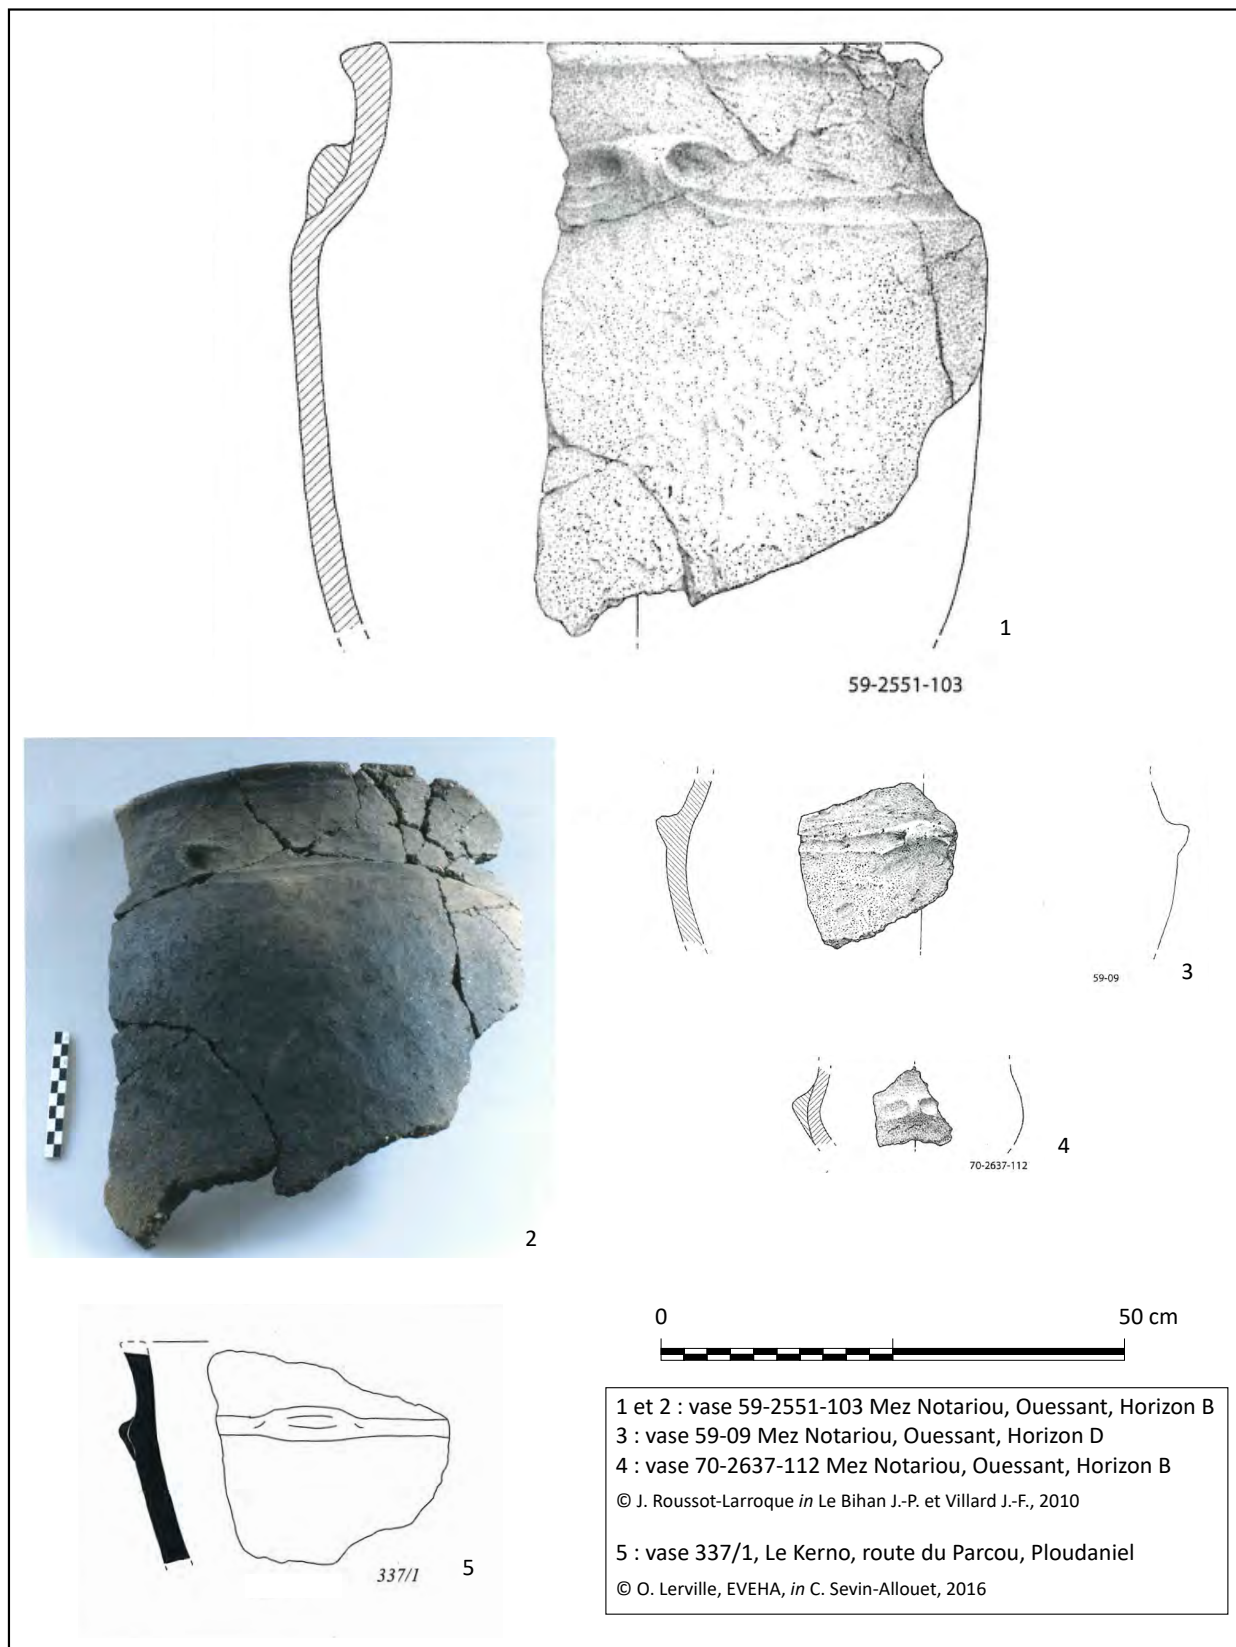 1
59-2551-103
2
59-09
3
70-2637-112
4
337/1
5
0 50 cm
1 et 2 : vase 59-2551-103 Mez Notariou, Ouessant, Horizon B
3 : vase 59-09 Mez Notariou, Ouessant, Horizon D
4 : vase 70-2637-112 Mez Notariou, Ouessant, Horizon B
© J. Roussot-Larroque in Le Bihan J.-P. et Villard J.-F., 2010
5 : vase 337/1, Le Kerno, route du Parcou, Ploudaniel
© O. Lerville, EVEHA, in C. Sevin-Allouet, 2016